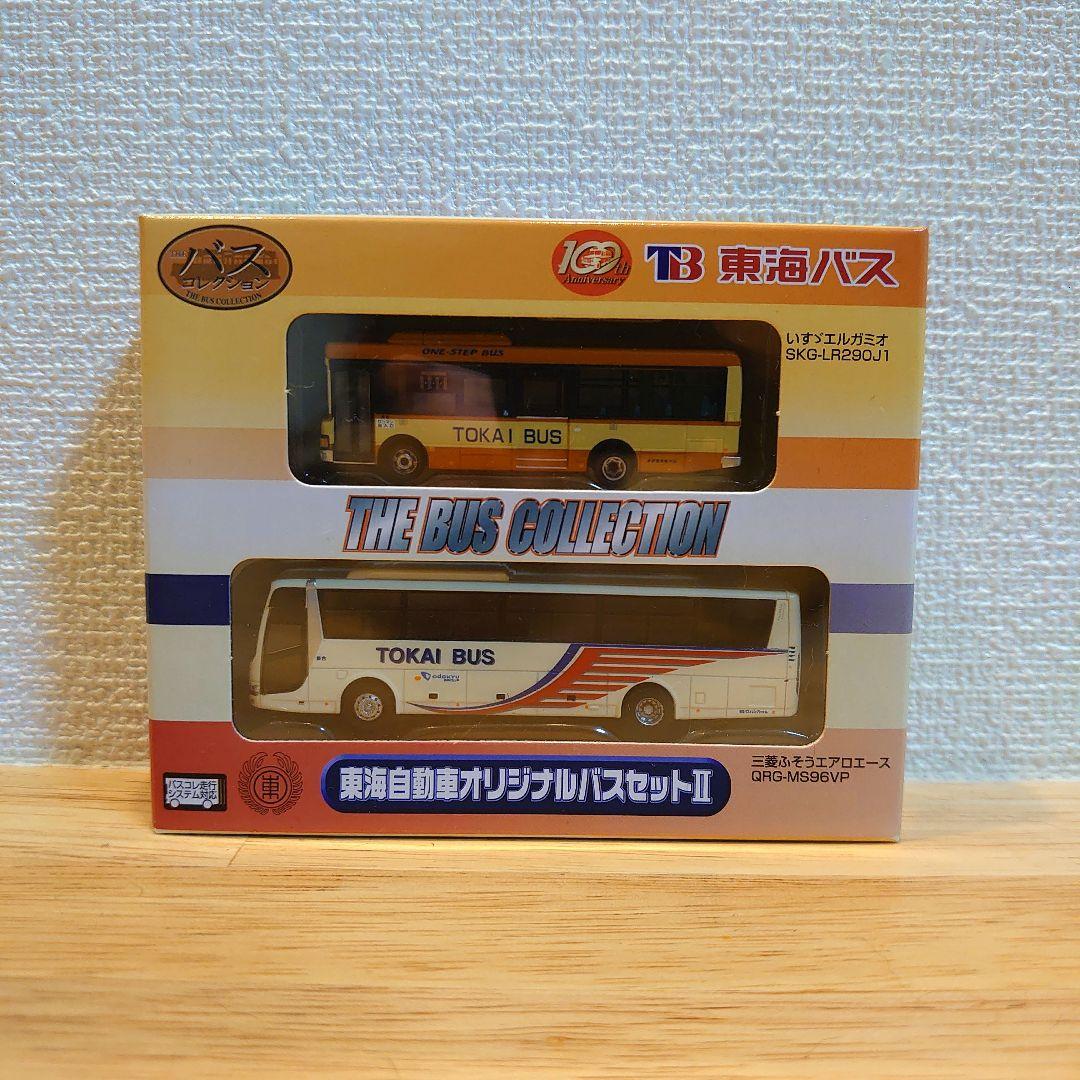 THE
バス
コレクション
THE BUS COLLECTION
100th
Anniversary
TB 東海バス
いすゞエルガミオ
SKG-LR290J1
ONE-STEP BUS
TOKAI BUS
THE BUS COLLECTION
TOKAI BUS
odakyu
三菱ふそうエアロエース
QRG-MS96VP
バスコレ走行
システム対応
東
東海自動車オリジナルバスセットII